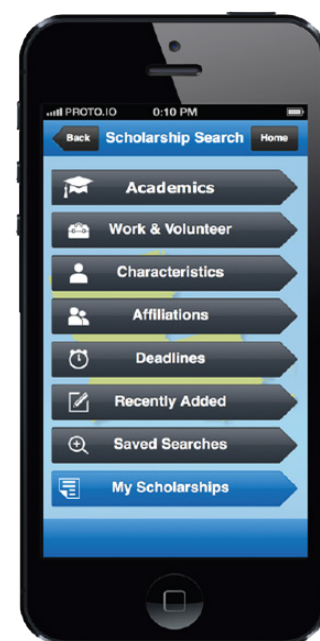 PROTO.IO 0:10 PM
Back Scholarship Search Home
Academics
Work & Volunteer
Characteristics
Affiliations
Deadlines
Recently Added
Saved Searches
My Scholarships